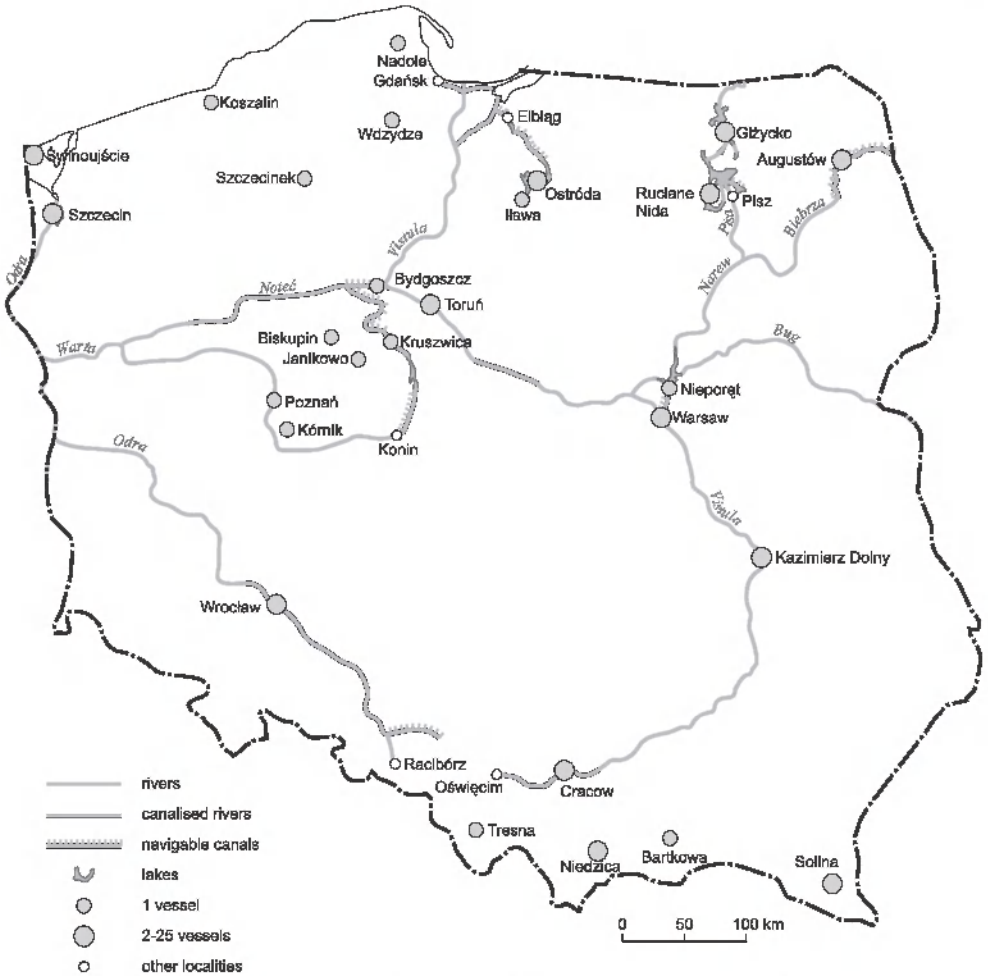 Nadole
Gdańsk
Koszalin
Elbląg
Wdzydze
Giżycko
Świnoujście
Augustów
Szczecinek
Ostróda
Ruciane
Nida
Pisz
Iława
Szczecin
Pisa
Biebrza
Vistula
Odra
Narew
Bydgoszcz
Noteć
Toruń
Bug
Biskupin
Kruszwica
Janikowo
Warta
Nieporąt
Poznań
Warsaw
Kórnik
Konin
Odra
Vistula
Kazimierz Dolny
Wrocław
Racibórz
Oświęcim
Cracow
Tresna
Bartkowa
Niedzica
Solina
rivers
canalised rivers
navigable canals
lakes
1 vessel
2-25 vessels
other localities
0 50 100 km